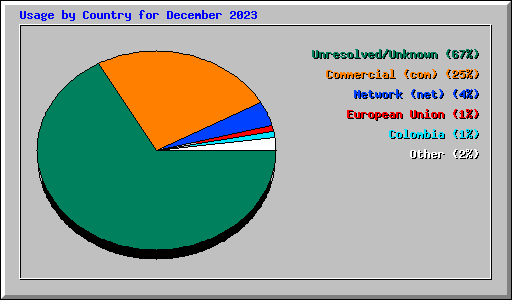 Usage by Country for December 2023
Unresolved/Unknown (67%)
Commercial (com) (25%)
Network (net) (4%)
European Union (1%)
Colombia (1%)
Other (2%)